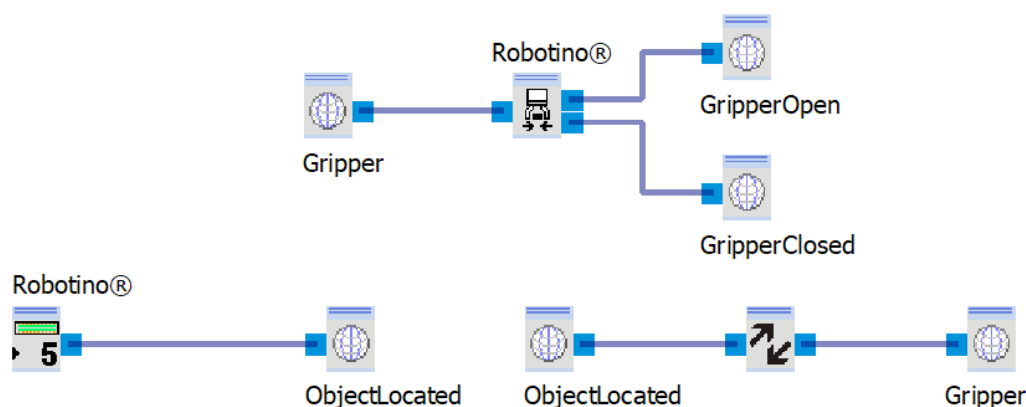 Robotino®
Gripper
GripperOpen
GripperClosed
Robotino®
5
ObjectLocated
ObjectLocated
Gripper